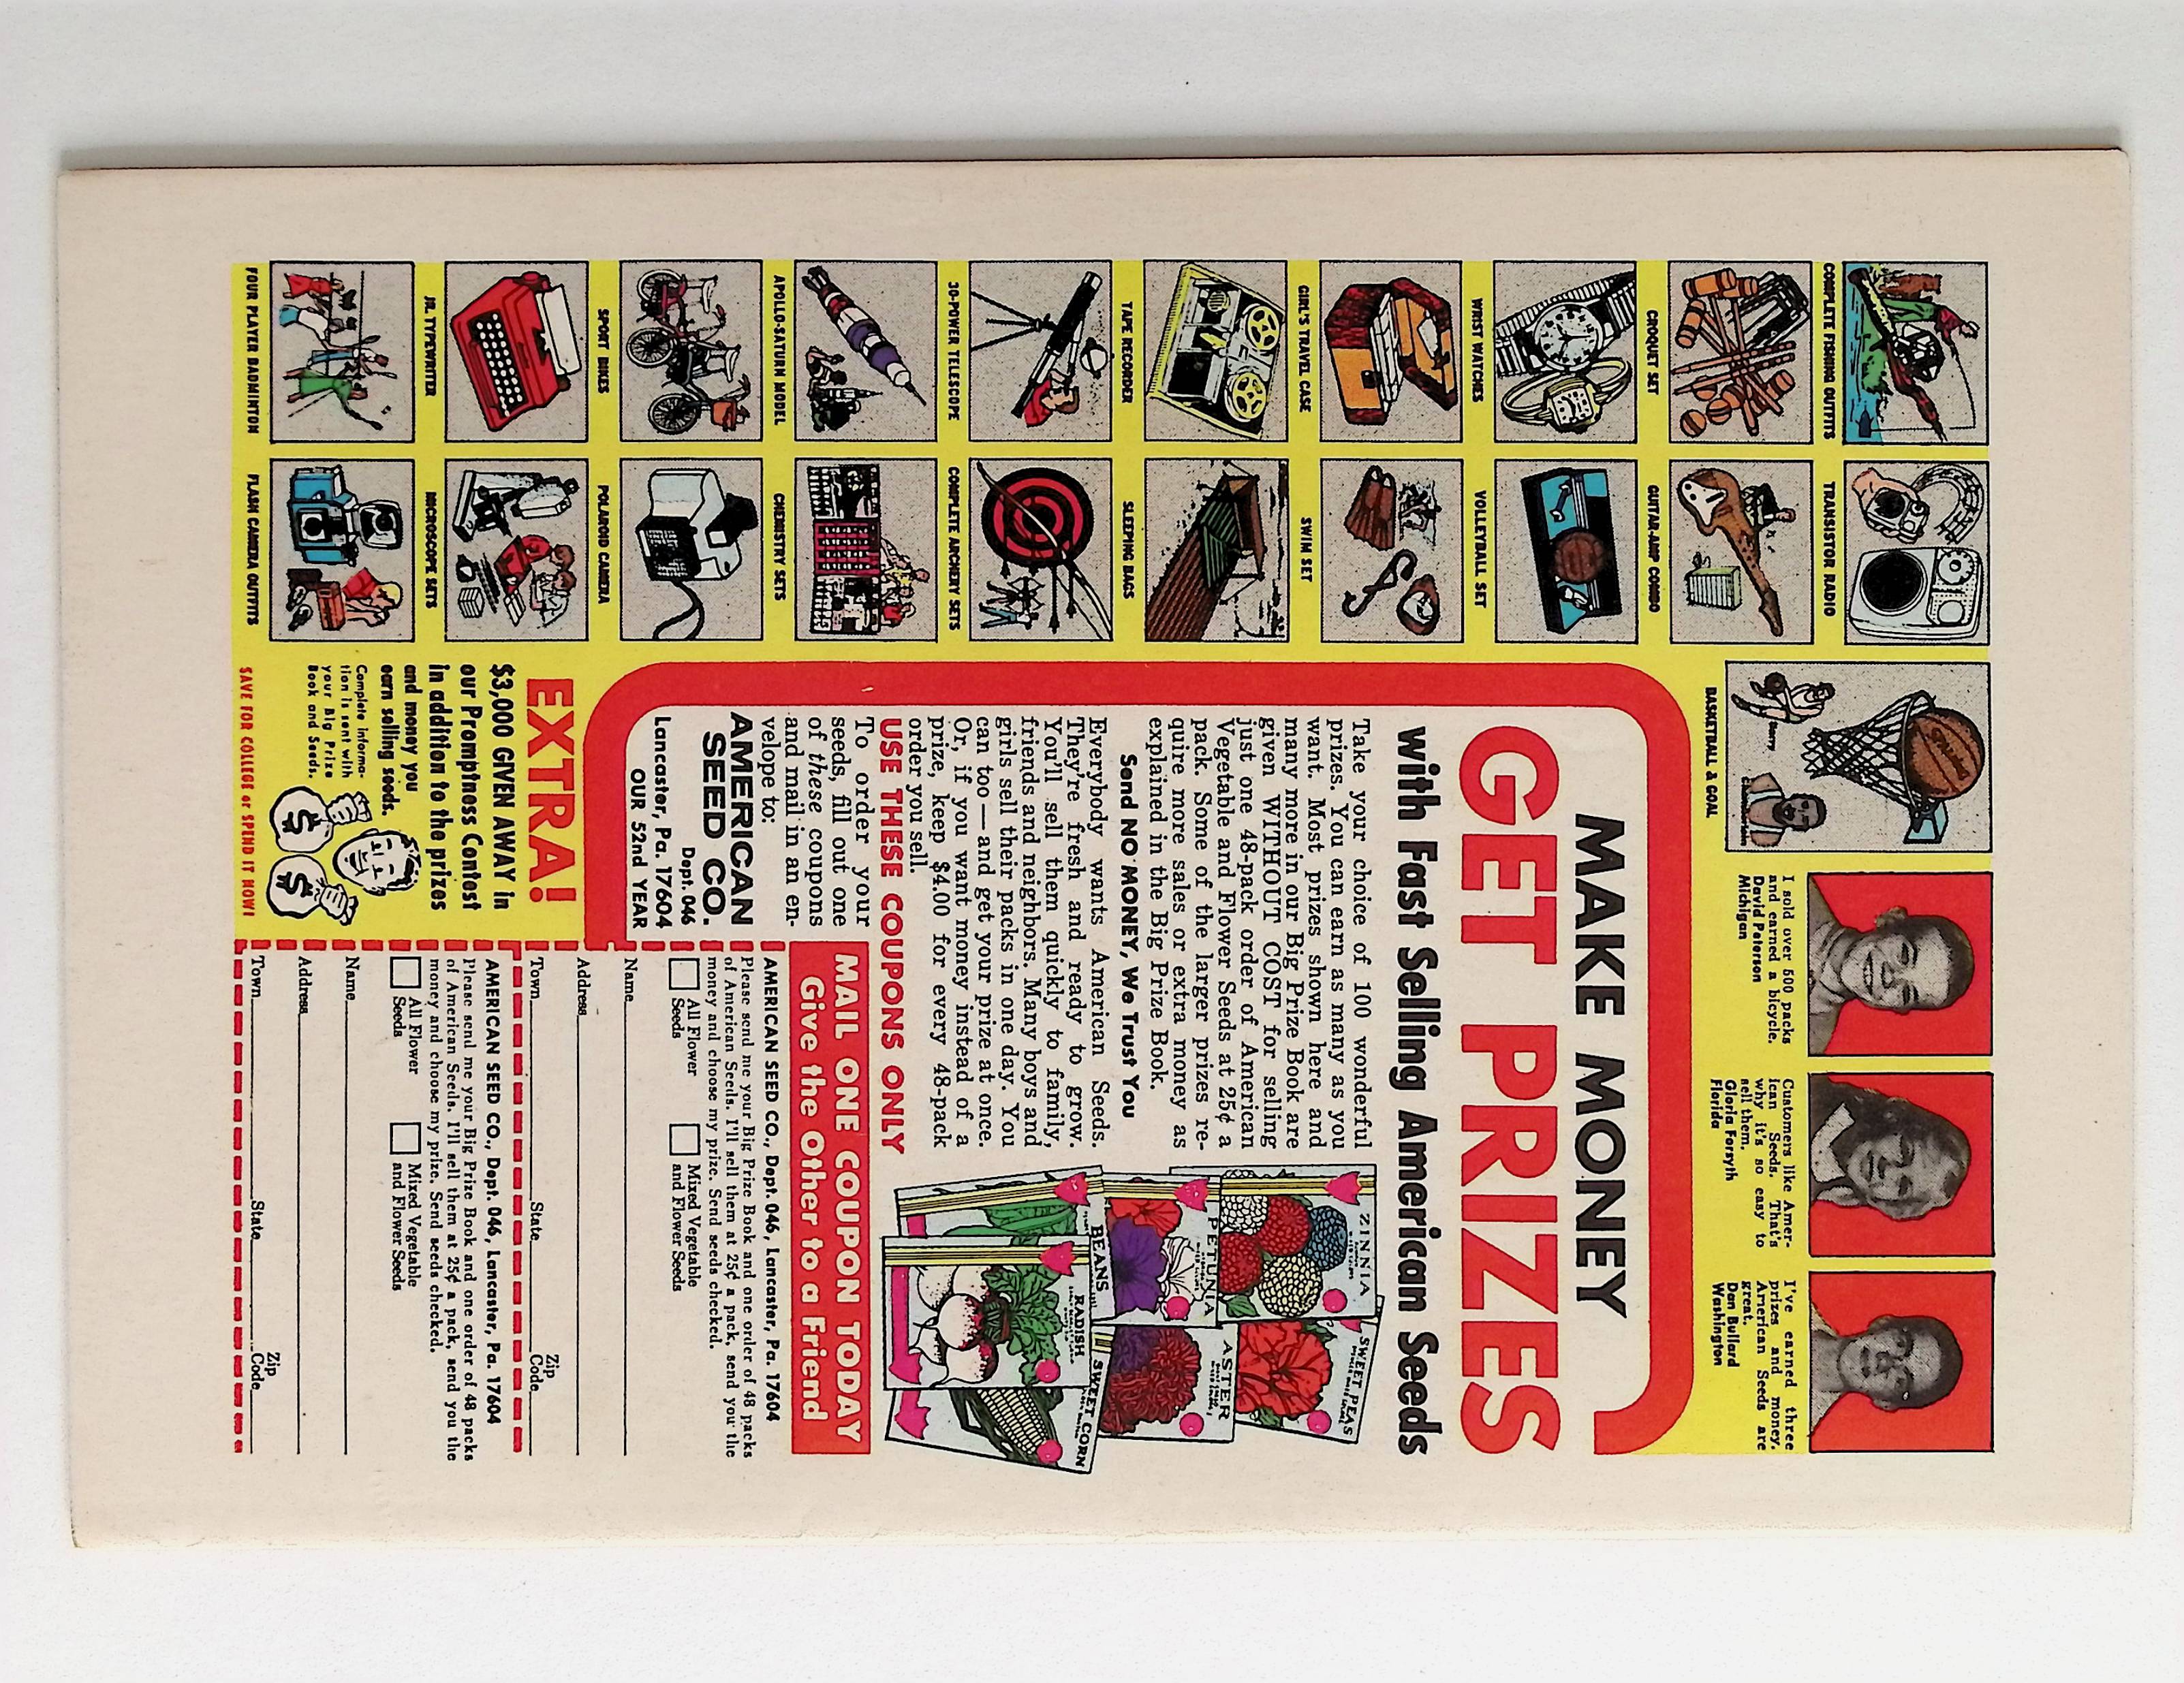 COMPLETE FISHING OUTFITS
TRANSISTOR RADIO
CROQUET SET
GUITAR-AMP COMBO
WRIST WATCHES
VOLLEYBALL SET
GIRL'S TRAVEL CASE
SWIM SET
TAPE RECORDER
SLEEPING BAGS
30-POWER TELESCOPE
COMPLETE ARCHERY SETS
APOLLO-SATURN MODEL
CHEMISTRY SETS
SPORT BIKES
POLAROID CAMERA
JR. TYPEWRITER
MICROSCOPE SETS
FOUR PLAYER BADMINTON
FLASH CAMERA OUTFITS
BASKETBALL & GOAL
I sold over 500 packs
and earned a bicycle.
David Peterson
Michigan
Customers like Amer-
ican Seeds. That's
why it's so easy to
sell them.
Gloria Forsyth
Florida
I've earned three
prizes and money.
American Seeds are
great.
Dan Bullard
Washington
MAKE MONEY
GET PRIZES
with Fast Selling American Seeds
Take your choice of 100 wonderful
prizes. You can earn as many as you
want. Most prizes shown here and
many more in our Big Prize Book are
given WITHOUT COST for selling
just one 48-pack order of American
Vegetable and Flower Seeds at 25¢ a
pack. Some of the larger prizes re-
quire more sales or extra money as
explained in the Big Prize Book.
Send NO MONEY, We Trust You
Everybody wants American Seeds.
They're fresh and ready to grow.
You'll sell them quickly to family,
friends and neighbors. Many boys and
girls sell their packs in one day. You
can too — and get your prize at once.
Or, if you want money instead of a
prize, keep $4.00 for every 48-pack
order you sell.
ZINNIA
SWEET PEAS
PETUNIA
ASTER
BEANS
RADISH
SWEET CORN
USE THESE COUPONS ONLY
To order your
seeds, fill out one
of these coupons
and mail in an en-
velope to:
AMERICAN
SEED CO.
Dept. 046
Lancaster, Pa. 17604
OUR 52nd YEAR
EXTRA!
$3,000 GIVEN AWAY in
our Promptness Contest
in addition to the prizes
and money you
earn selling seeds.
Complete informa-
tion is sent with
your Big Prize
Book and Seeds.
$
$
SAVE FOR COLLEGE or SPEND IT NOW!
MAIL ONE COUPON TODAY
Give the Other to a Friend
AMERICAN SEED CO., Dept. 046, Lancaster, Pa. 17604
Please send me your Big Prize Book and one order of 48 packs
of American Seeds. I'll sell them at 25¢ a pack, send you the
money and choose my prize. Send seeds checked.
All Flower Mixed Vegetable
Seeds and Flower Seeds
Name
Address
Zip
Town State Code
AMERICAN SEED CO., Dept. 046, Lancaster, Pa. 17604
Please send me your Big Prize Book and one order of 48 packs
of American Seeds. I'll sell them at 25¢ a pack, send you the
money and choose my prize. Send seeds checked.
All Flower Mixed Vegetable
Seeds and Flower Seeds
Name
Address
Zip
Town State Code